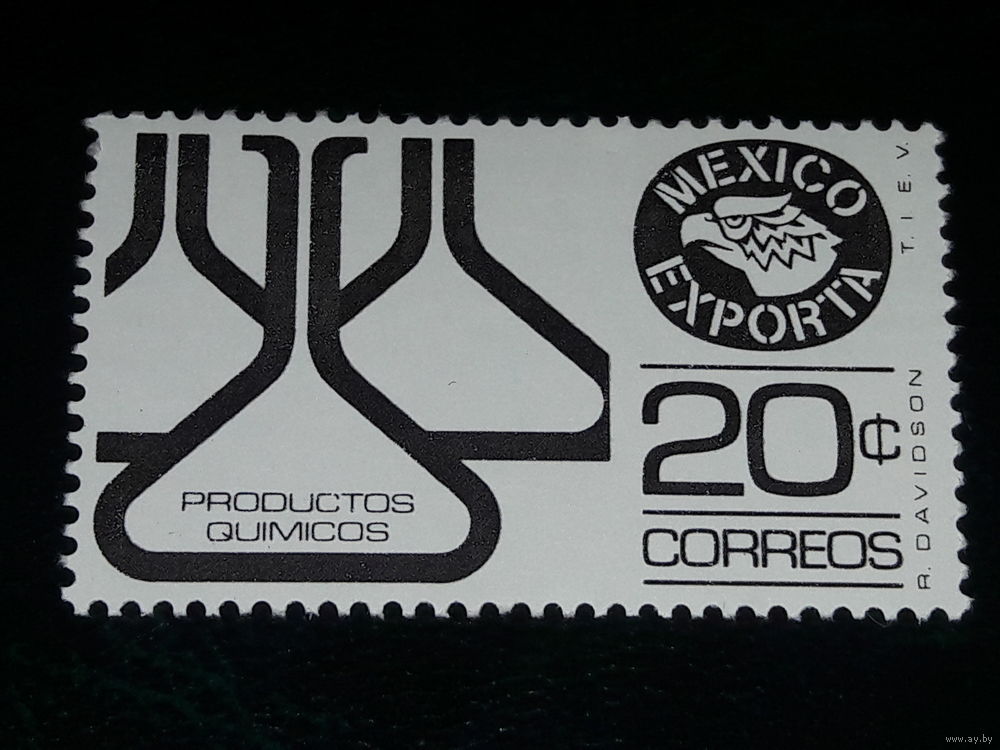 PRODUCTOS
QUIMICOS
MEXICO
EXPORTA
20¢
CORREOS
R. DAVIDSON
T. I. E. V.
www.ay.by